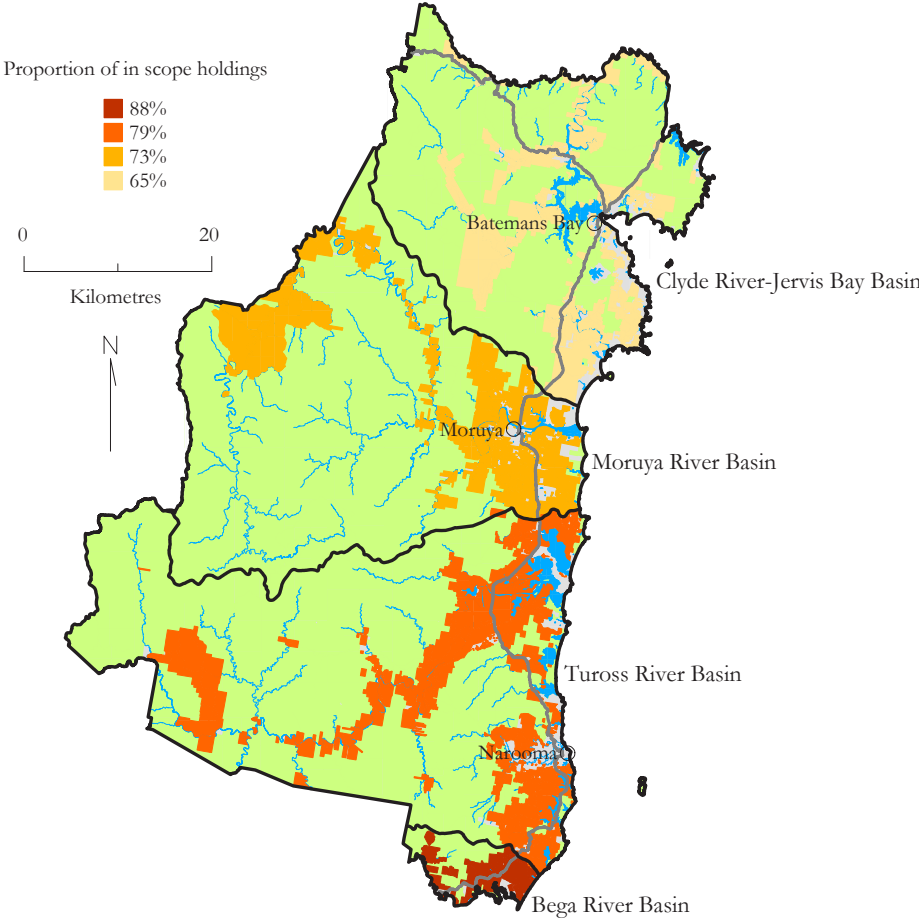 Proportion of in scope holdings
88%
79%
73%
65%
0 20
Kilometres
N
Batemans Bay
Clyde River-Jervis Bay Basin
Moruya
Moruya River Basin
Tuross River Basin
Narooma
Bega River Basin